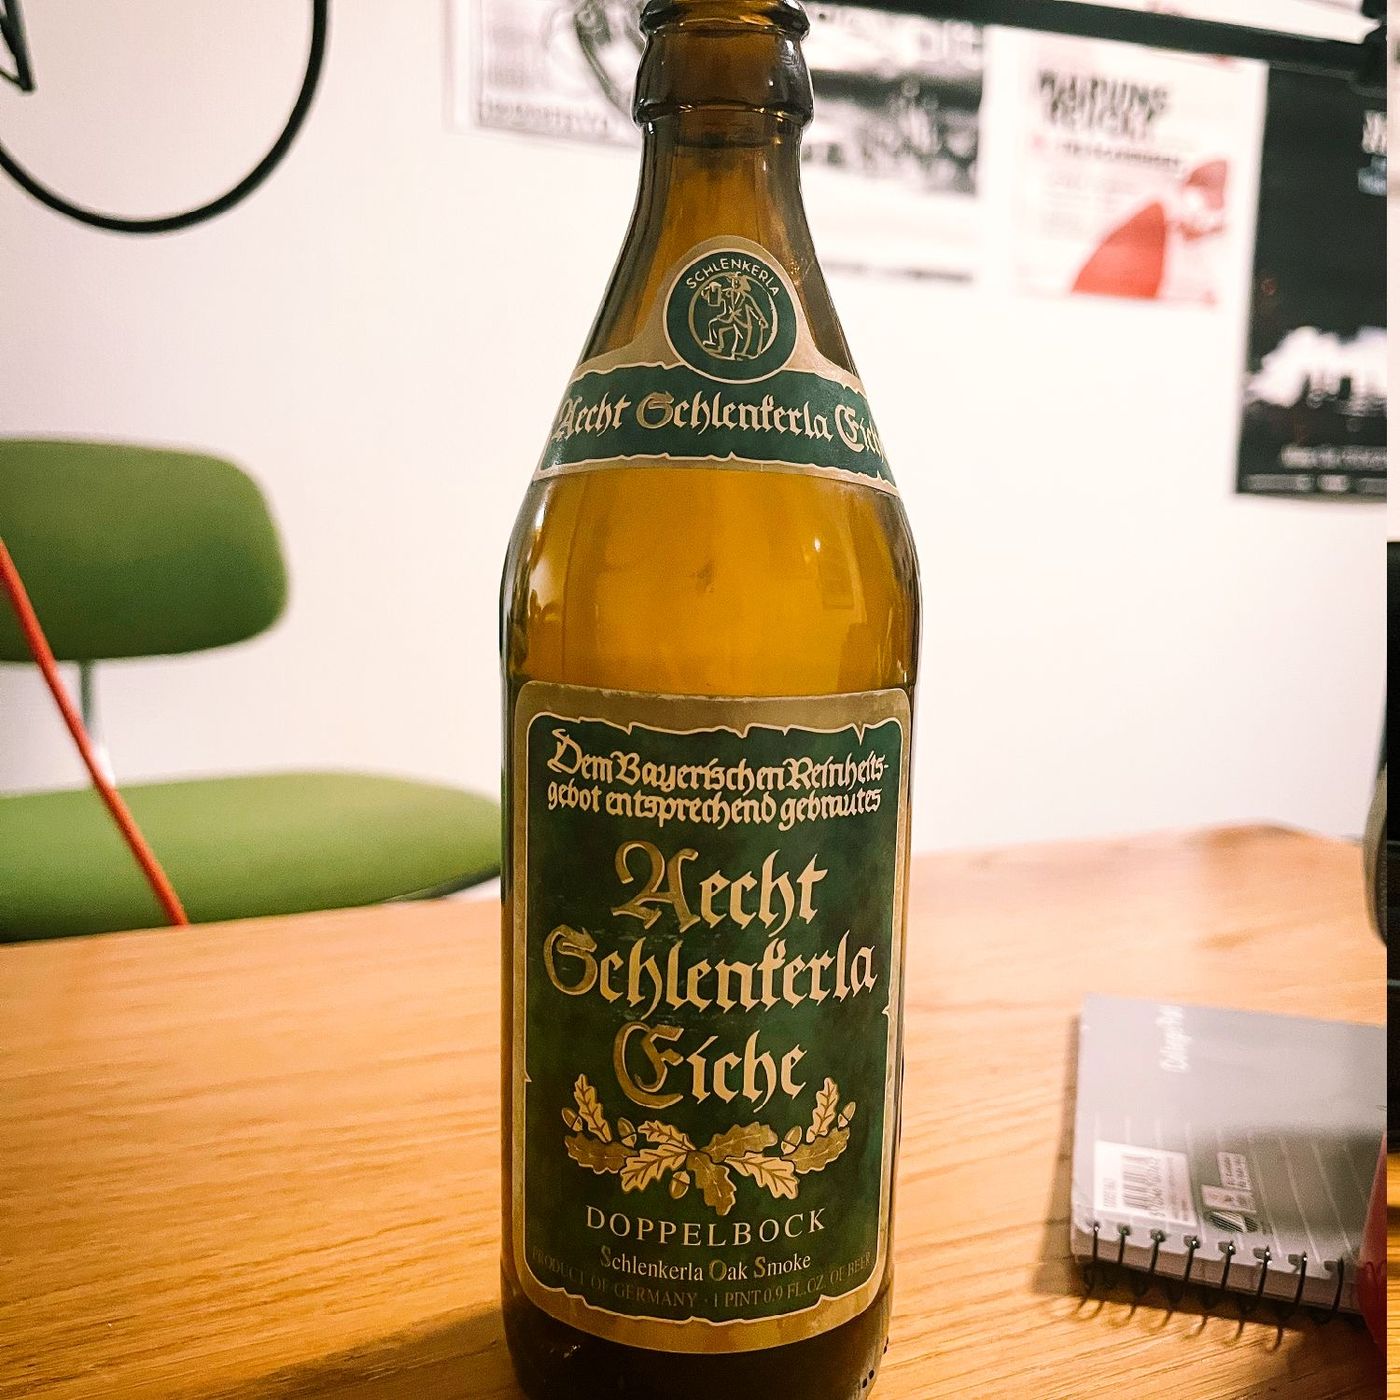 SCHLENKERLA
Aecht Schlenkerla Eiche
Dem Bayerischen Reinheits-
gebot entsprechend gebrautes
Aecht
Schlenkerla
Eiche
DOPPELBOCK
Schlenkerla Oak Smoke
PRODUCT OF GERMANY · 1 PINT 0.9 FL.OZ. OF BEER